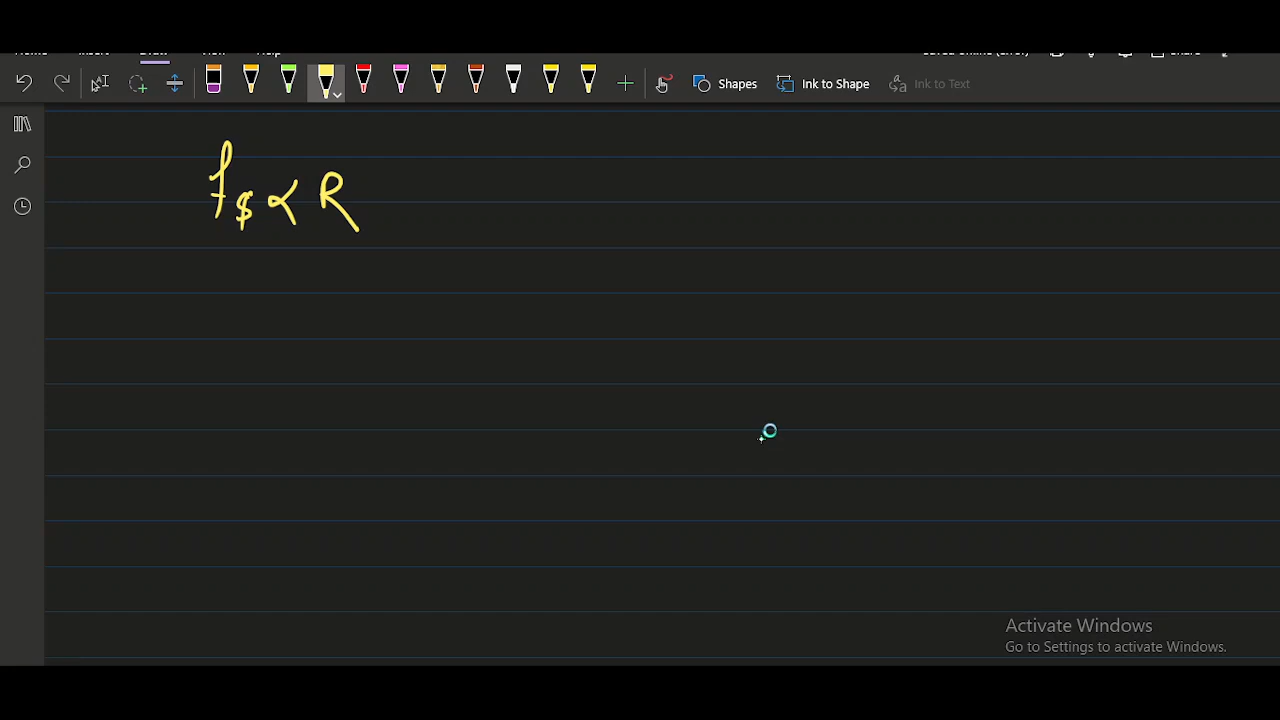 Shapes Ink to Shape Ink to Text
f$ ∝ R
Activate Windows
Go to Settings to activate Windows.